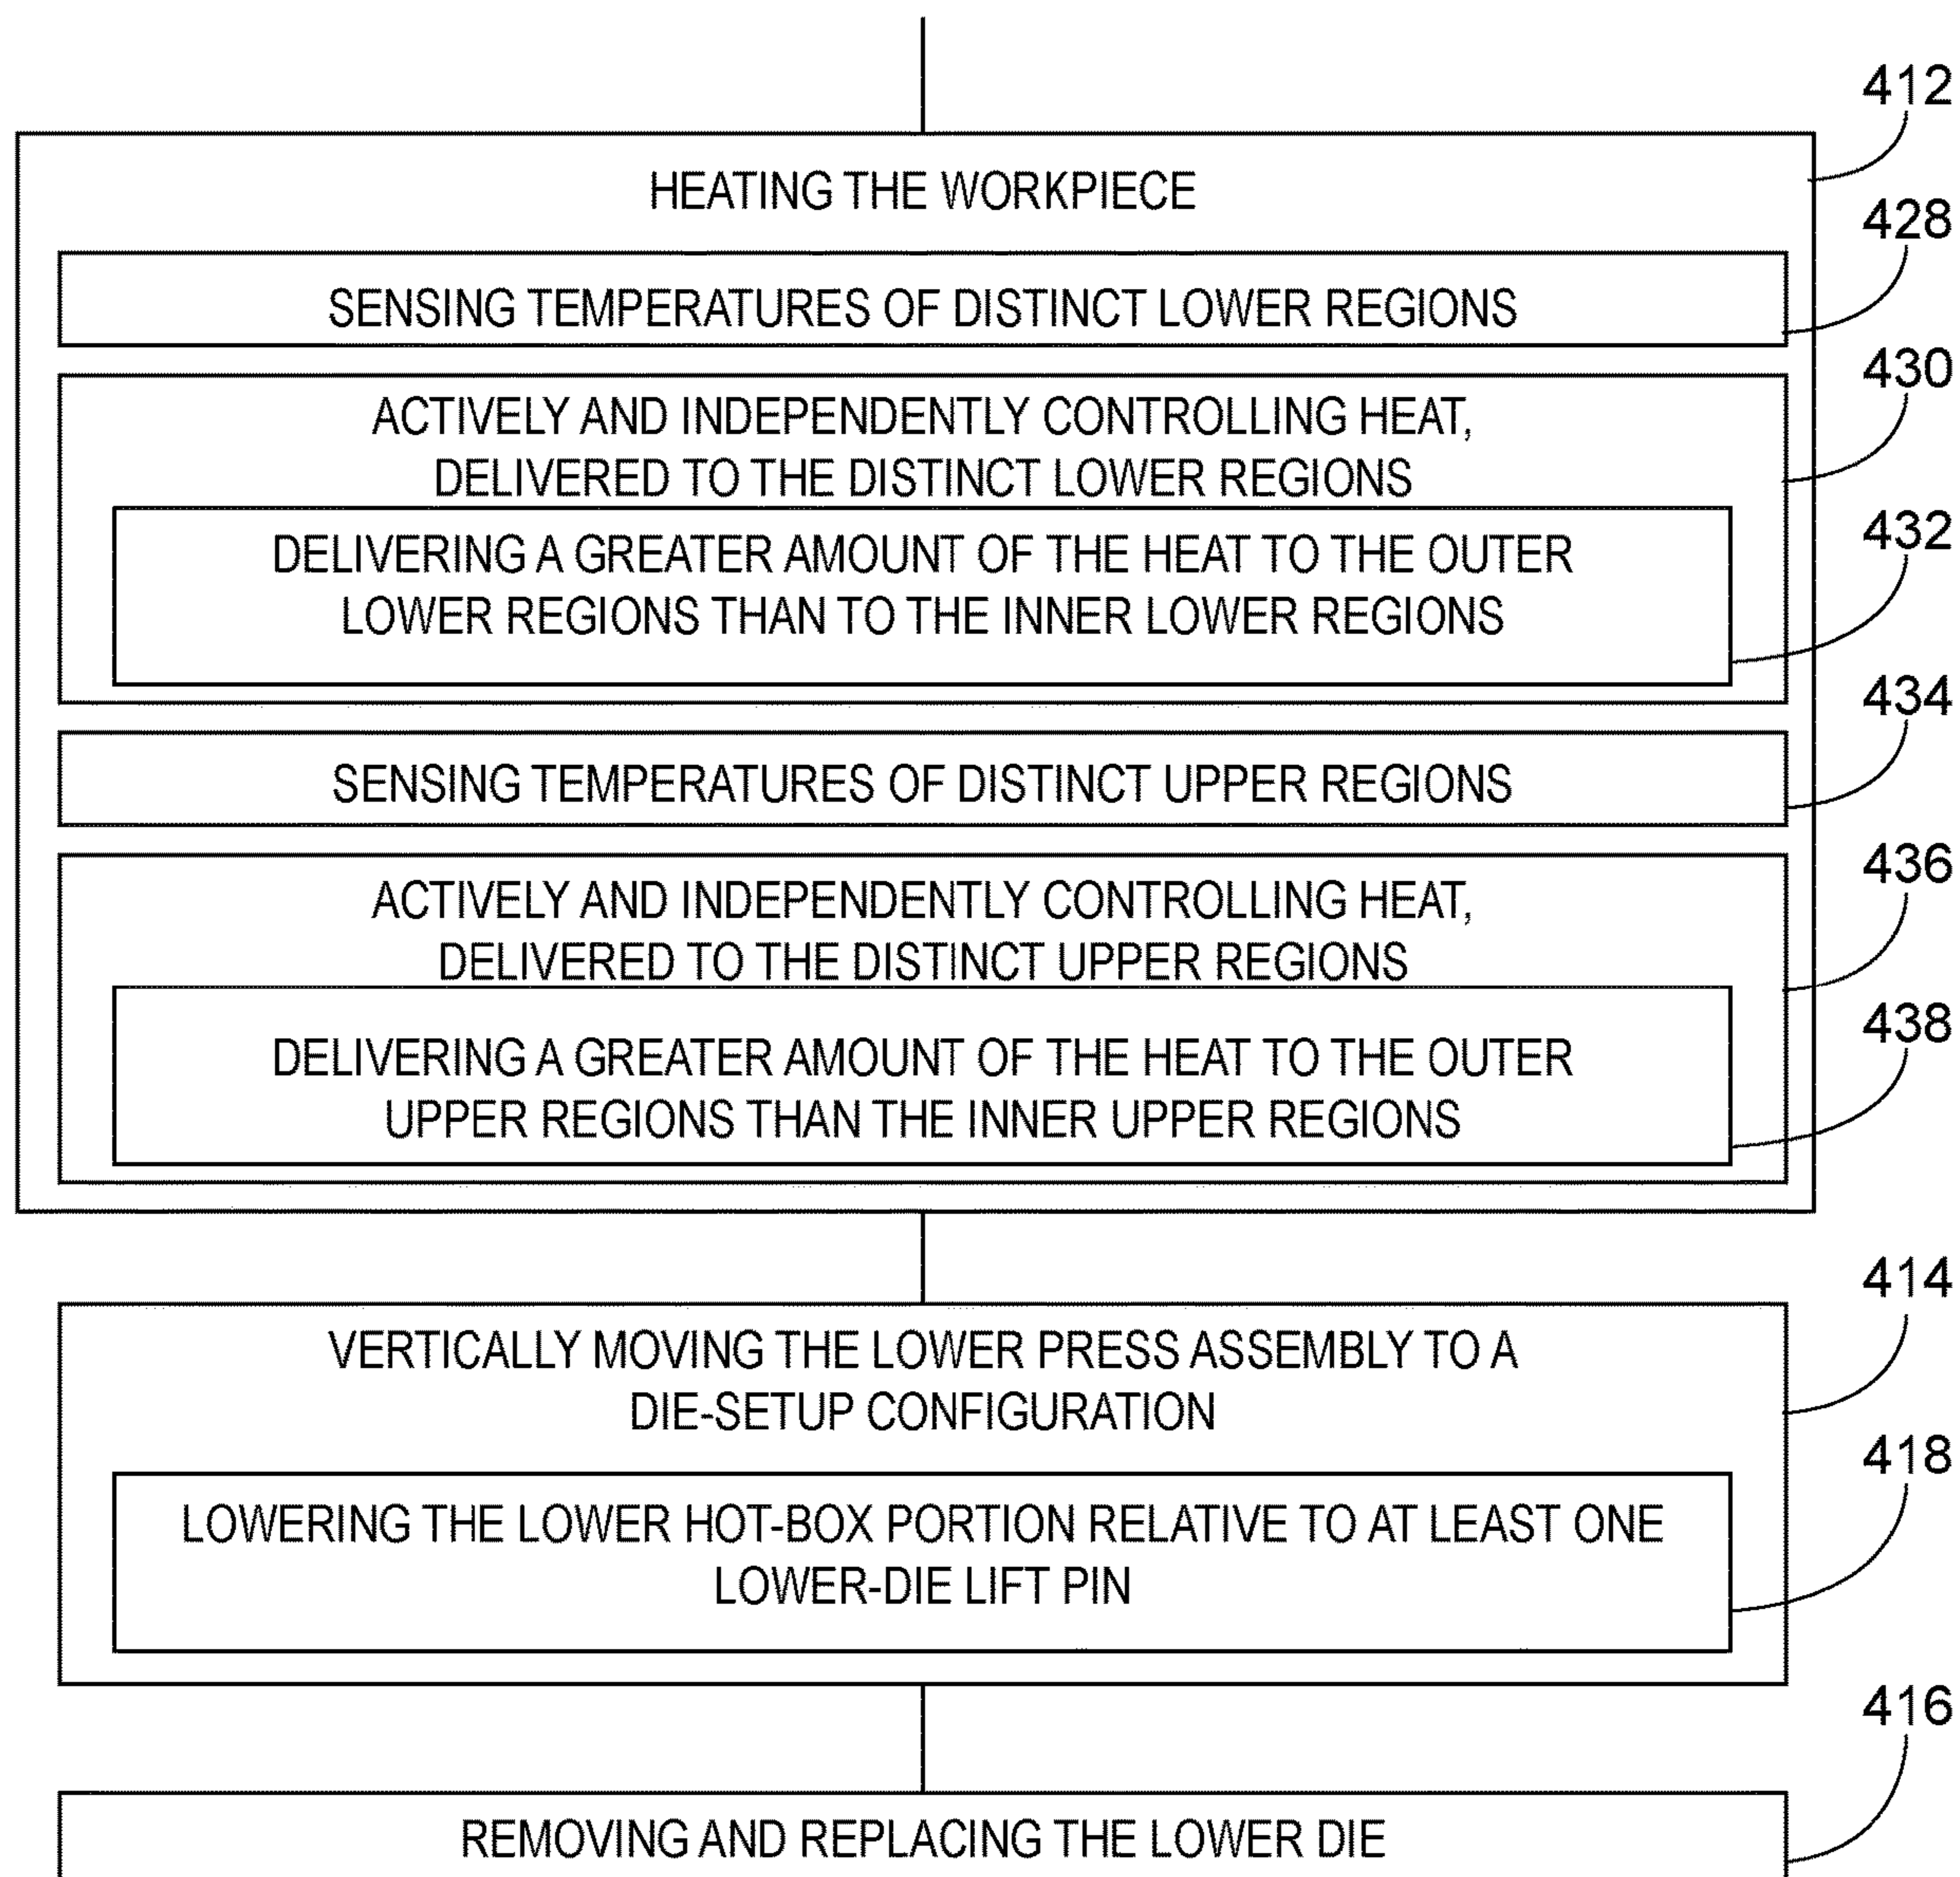 412
HEATING THE WORKPIECE
428
SENSING TEMPERATURES OF DISTINCT LOWER REGIONS
430
ACTIVELY AND INDEPENDENTLY CONTROLLING HEAT,
DELIVERED TO THE DISTINCT LOWER REGIONS
432
DELIVERING A GREATER AMOUNT OF THE HEAT TO THE OUTER
LOWER REGIONS THAN TO THE INNER LOWER REGIONS
434
SENSING TEMPERATURES OF DISTINCT UPPER REGIONS
436
ACTIVELY AND INDEPENDENTLY CONTROLLING HEAT,
DELIVERED TO THE DISTINCT UPPER REGIONS
438
DELIVERING A GREATER AMOUNT OF THE HEAT TO THE OUTER
UPPER REGIONS THAN THE INNER UPPER REGIONS
414
VERTICALLY MOVING THE LOWER PRESS ASSEMBLY TO A
DIE-SETUP CONFIGURATION
418
LOWERING THE LOWER HOT-BOX PORTION RELATIVE TO AT LEAST ONE
LOWER-DIE LIFT PIN
416
REMOVING AND REPLACING THE LOWER DIE